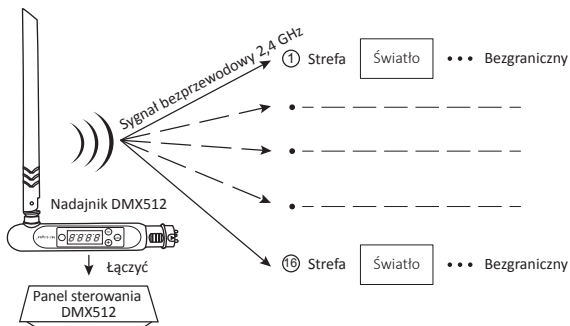 Sygnał bezprzewodowy 2,4 GHz
1 Strefa Światło Bezgraniczny
Nadajnik DMX512
8888
Łączyć
16 Strefa Światło Bezgraniczny
Panel sterowania
DMX512